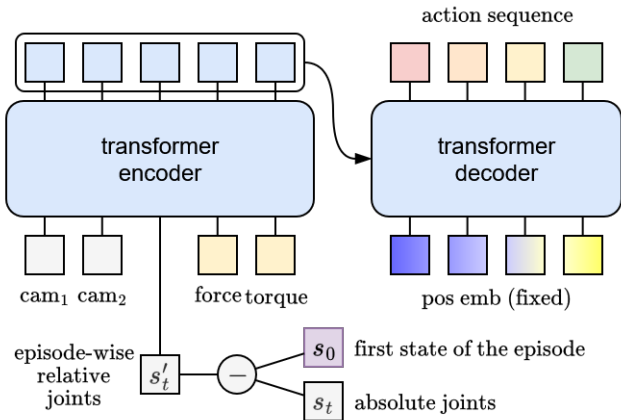 action sequence
transformer
encoder
transformer
decoder
cam₁ cam₂ force torque
pos emb (fixed)
episode-wise
relative
joints
s′ₜ
−
s₀ first state of the episode
sₜ absolute joints